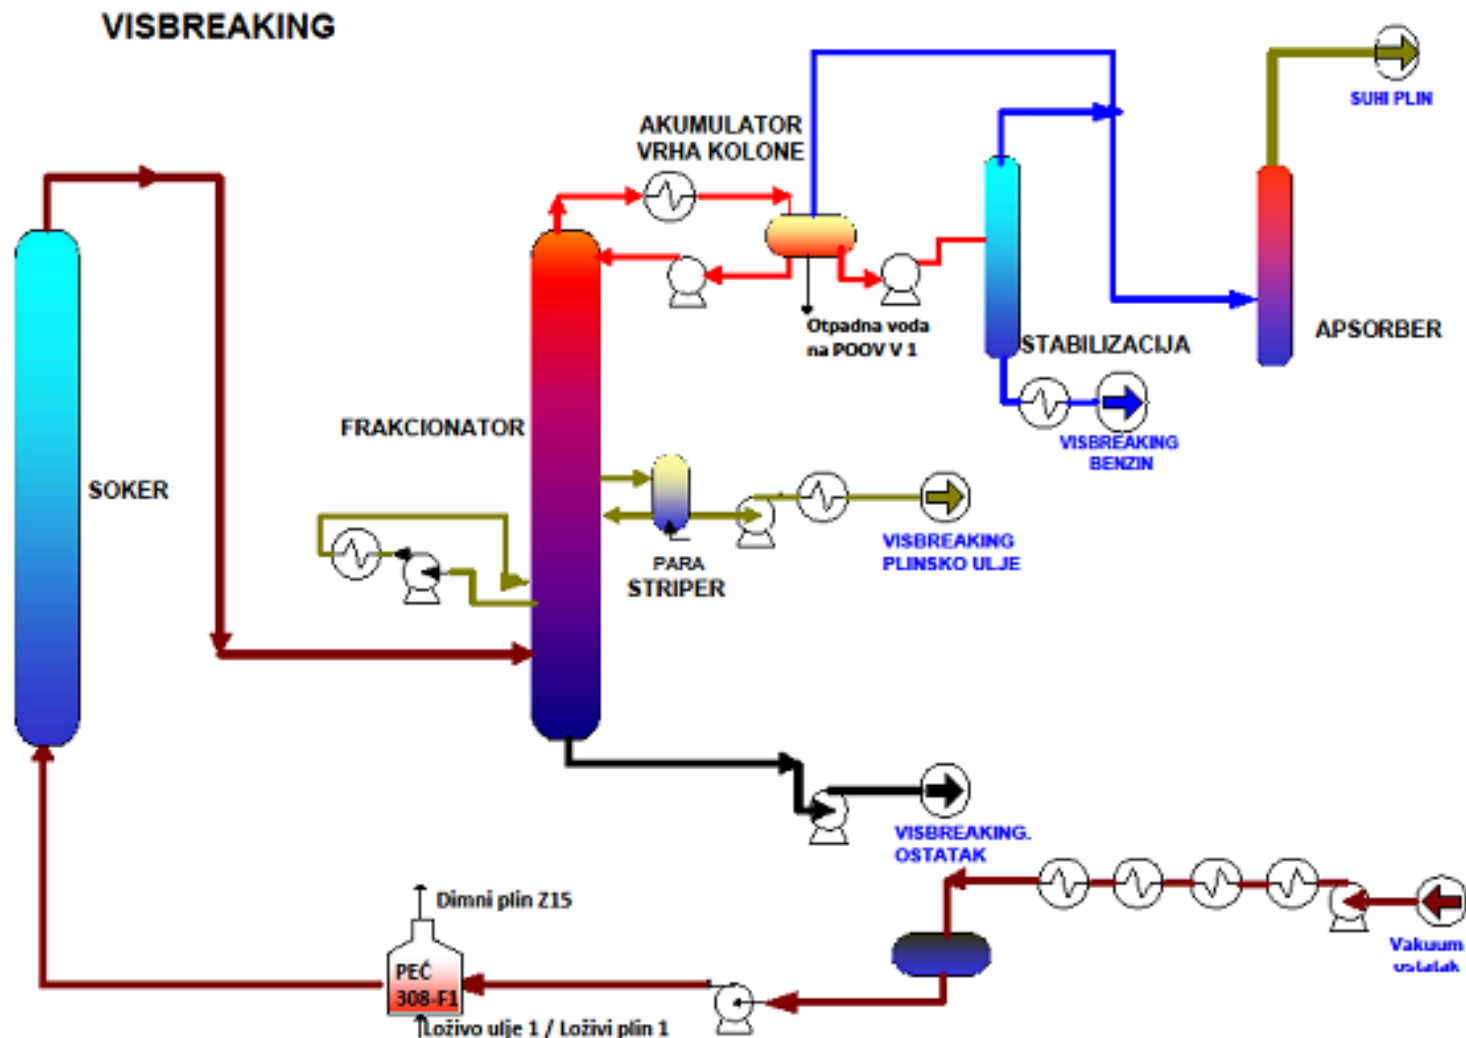 VISBREAKING
SUHI PLIN
AKUMULATOR
VRHA KOLONE
Otpadna voda
na POOV V 1
STABILIZACIJA
APSORBER
FRAKCIONATOR
VISBREAKING
BENZIN
SOKER
VISBREAKING
PLINSKO ULJE
PARA
STRIPER
VISBREAKING.
OSTATAK
Dimni plin Z15
Vakuum
ostatak
PEĆ
308-F1
Loživo ulje 1 / Loživi plin 1